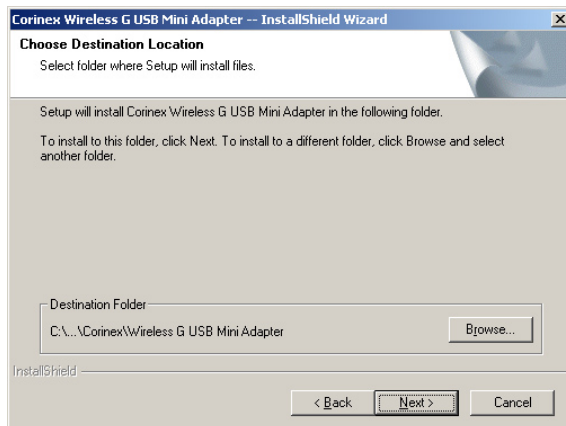 Corinex Wireless G USB Mini Adapter -- InstallShield Wizard
Choose Destination Location
Select folder where Setup will install files.
Setup will install Corinex Wireless G USB Mini Adapter in the following folder.
To install to this folder, click Next. To install to a different folder, click Browse and select
another folder.
Destination Folder
C:\...\Corinex\Wireless G USB Mini Adapter
Browse...
InstallShield
< Back
Next >
Cancel